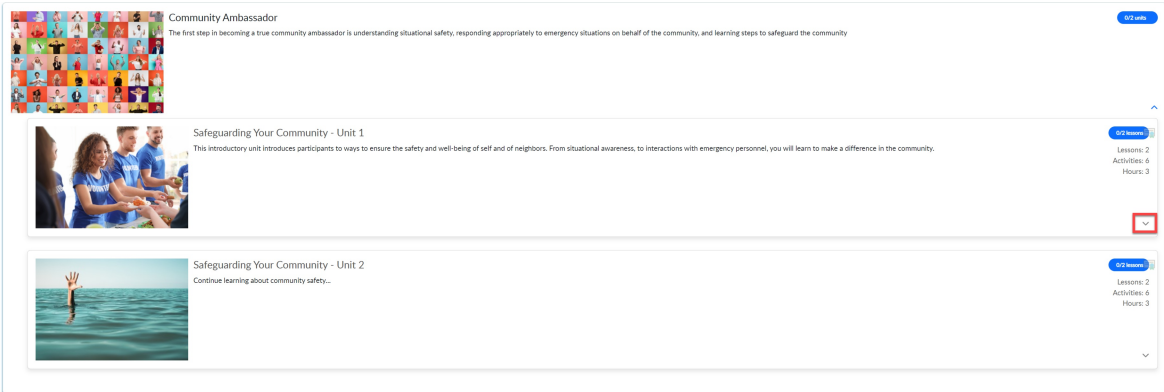 Community Ambassador
0/2 units
The first step in becoming a true community ambassador is understanding situational safety, responding appropriately to emergency situations on behalf of the community, and learning steps to safeguard the community
Safeguarding Your Community - Unit 1
0/2 lessons
This introductory unit introduces participants to ways to ensure the safety and well-being of self and of neighbors. From situational awareness, to interactions with emergency personnel, you will learn to make a difference in the community.
Lessons: 2
Activities: 6
Hours: 3
Safeguarding Your Community - Unit 2
0/2 lessons
Continue learning about community safety...
Lessons: 2
Activities: 6
Hours: 3